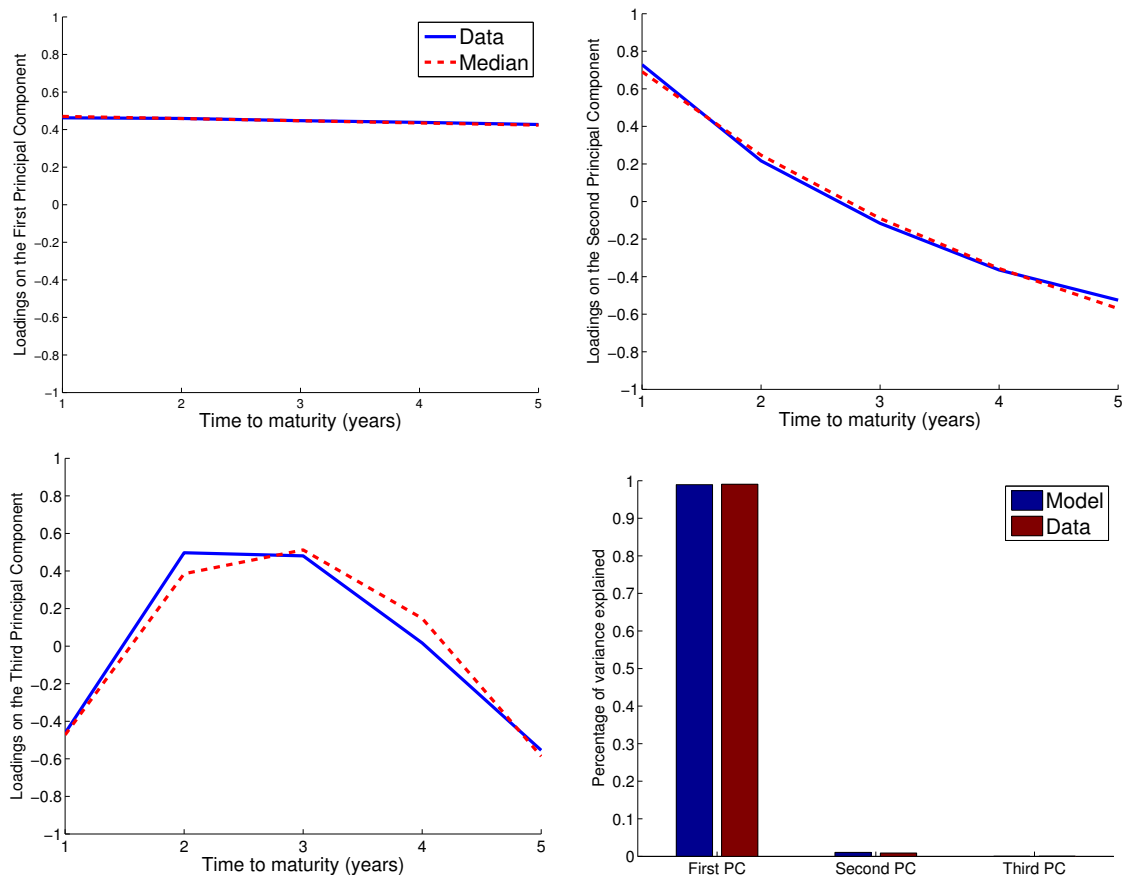 Loadings on the First Principal Component
1
0.8
0.6
0.4
0.2
0
−0.2
−0.4
−0.6
−0.8
−1
1 2 3 4 5
Time to maturity (years)
Data
Median
Loadings on the Second Principal Component
1
0.8
0.6
0.4
0.2
0
−0.2
−0.4
−0.6
−0.8
−1
1 2 3 4 5
Time to maturity (years)
Loadings on the Third Principal Component
1
0.8
0.6
0.4
0.2
0
−0.2
−0.4
−0.6
−0.8
−1
1 2 3 4 5
Time to maturity (years)
Percentage of variance explained
1
0.9
0.8
0.7
0.6
0.5
0.4
0.3
0.2
0.1
0
First PC Second PC Third PC
Model
Data